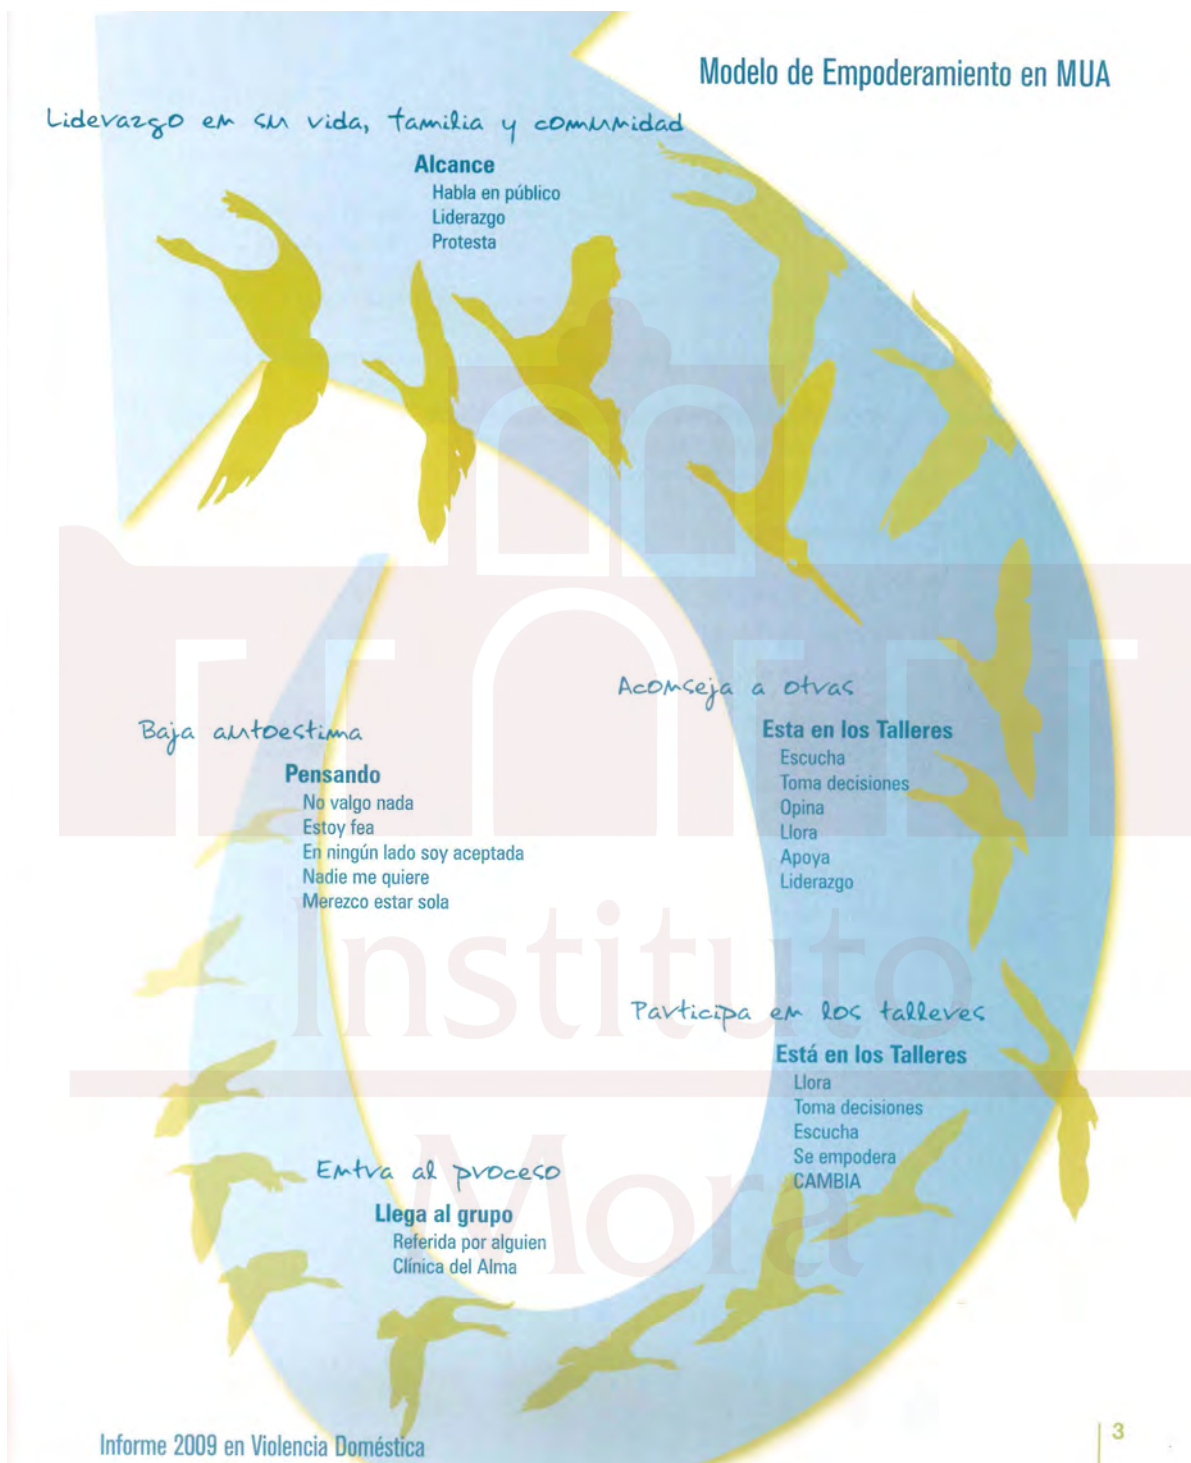 Modelo de Empoderamiento en MUA
Liderazgo en su vida, familia y comunidad
Alcance
Habla en público
Liderazgo
Protesta
Aconseja a otras
Esta en los Talleres
Escucha
Toma decisiones
Opina
Llora
Apoya
Liderazgo
Baja autoestima
Pensando
No valgo nada
Estoy fea
En ningún lado soy aceptada
Nadie me quiere
Merezco estar sola
Instituto
Mora
Participa en los talleres
Está en los Talleres
Llora
Toma decisiones
Escucha
Se empodera
CAMBIA
Entra al proceso
Llega al grupo
Referida por alguien
Clínica del Alma
Informe 2009 en Violencia Doméstica
3